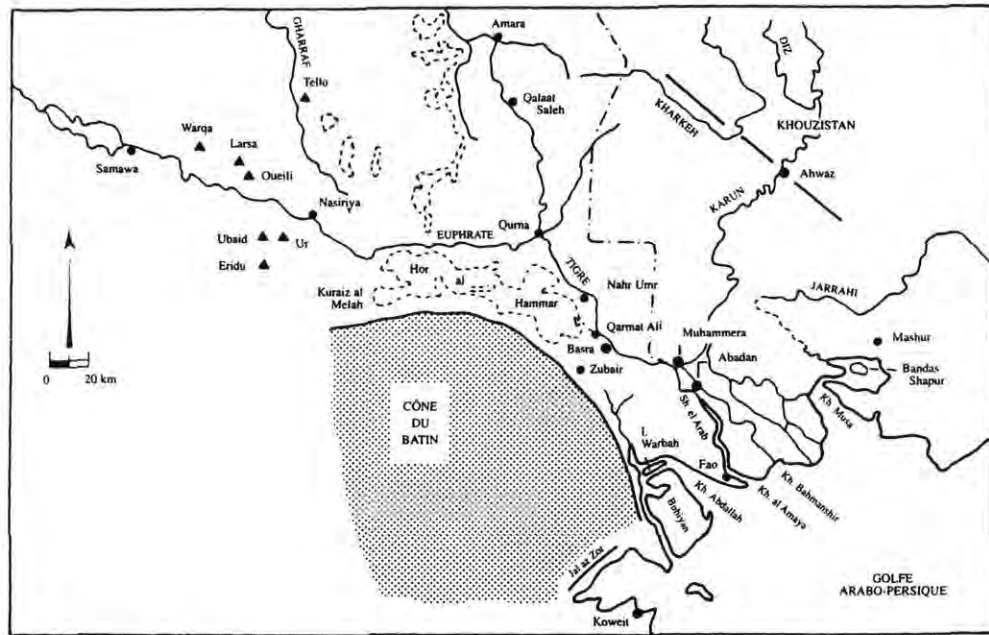 Amara
GHARRAF
DIZ
Tello
Qalaat
Saleh
KHARKEH
KHOUZISTAN
Warqa
Larsa
Samawa
Oueili
Ahwaz
KARUN
Nasiriya
Qurna
EUPHRATE
Ubaid
Ur
Eridu
Hor
al
Hammar
TIGRE
Nahr Umr
JARRAHI
Kuraiz al
Melah
Qarmat Ali
Muhammera
Mashur
Basra
Abadan
Zubair
Bandas
Shapur
0 20 km
Sh. el Arab
Kh. Musa
CÔNE
DU
BATIN
I.
Warbah
Fao
Kh. Bahmanshir
Kh. al Amaya
Kh. Abdallah
Bubiyan
Jal az Zor
GOLFE
ARABO-PERSIQUE
Koweit